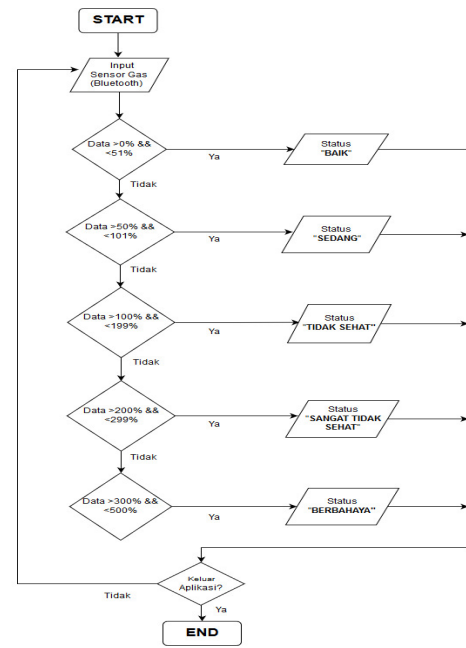 START
Input
Sensor Gas
(Bluetooth)
Data >0% &&
<51%
Ya
Status
"BAIK"
Tidak
Data >50% &&
<101%
Ya
Status
"SEDANG"
Tidak
Data >100% &&
<199%
Ya
Status
"TIDAK SEHAT"
Tidak
Data >200% &&
<299%
Ya
Status
"SANGAT TIDAK
SEHAT"
Tidak
Data >300% &&
<500%
Ya
Status
"BERBAHAYA"
Keluar
Aplikasi?
Tidak
Ya
END